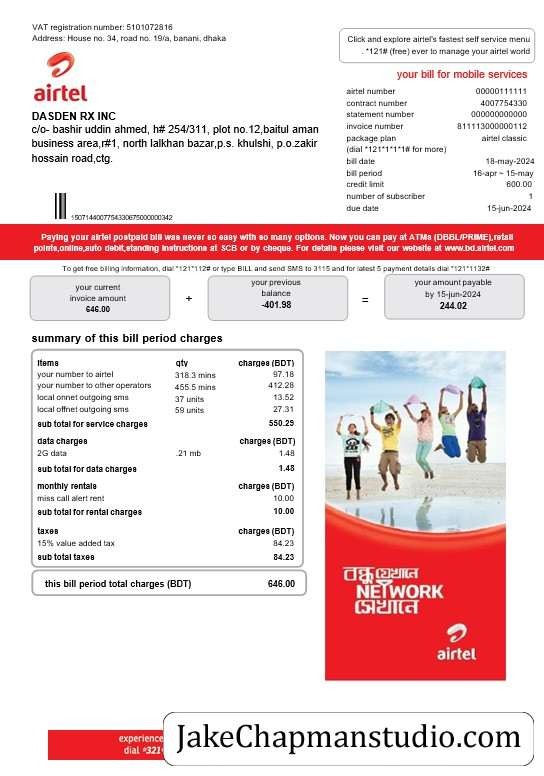 VAT registration number: 5101072816
Address: House no. 34, road no. 19/a, banani, dhaka
Click and explore airtel's fastest self service menu
. *121# (free) ever to manage your airtel world
airtel
your bill for mobile services
DASDEN RX INC
c/o- bashir uddin ahmed, h# 254/311, plot no.12,baitul aman
business area,r#1, north lalkhan bazar,p.s. khulshi, p.o.zakir
hossain road,ctg.
airtel number 00000111111
contract number 4007754330
statement number 000000000000
invoice number 811113000000112
package plan airtel classic
(dial *121*1*1*1# for more)
bill date 18-may-2024
bill period 16-apr ~ 15-may
credit limit 600.00
number of subscriber 1
due date 15-jun-2024
150714400775433067500000342
Paying your airtel postpaid bill was never so easy with so many options. Now you can pay at ATMs (DBBL/PRIME),retail
points,online,auto debit,standing instructions at SCB or by cheque. For details please visit our website at www.bd.airtel.com
To get free billing information, dial *121*112# or type BILL and send SMS to 3115 and for latest 5 payment details dial *121*1132#
your current
invoice amount
646.00
+
your previous
balance
-401.98
=
your amount payable
by 15-jun-2024
244.02
summary of this bill period charges
items qty charges (BDT)
your number to airtel 318.3 mins 97.18
your number to other operators 455.5 mins 412.28
local onnet outgoing sms 37 units 13.52
local offnet outgoing sms 59 units 27.31
sub total for service charges 550.29
data charges charges (BDT)
2G data .21 mb 1.48
sub total for data charges 1.48
monthly rentals charges (BDT)
miss call alert rent 10.00
sub total for rental charges 10.00
taxes charges (BDT)
15% value added tax 84.23
sub total taxes 84.23
this bill period total charges (BDT) 646.00
বন্ধু যেখানে
NETWORK
সেখানে
airtel
experience
dial *321*
JakeChapmanstudio.com